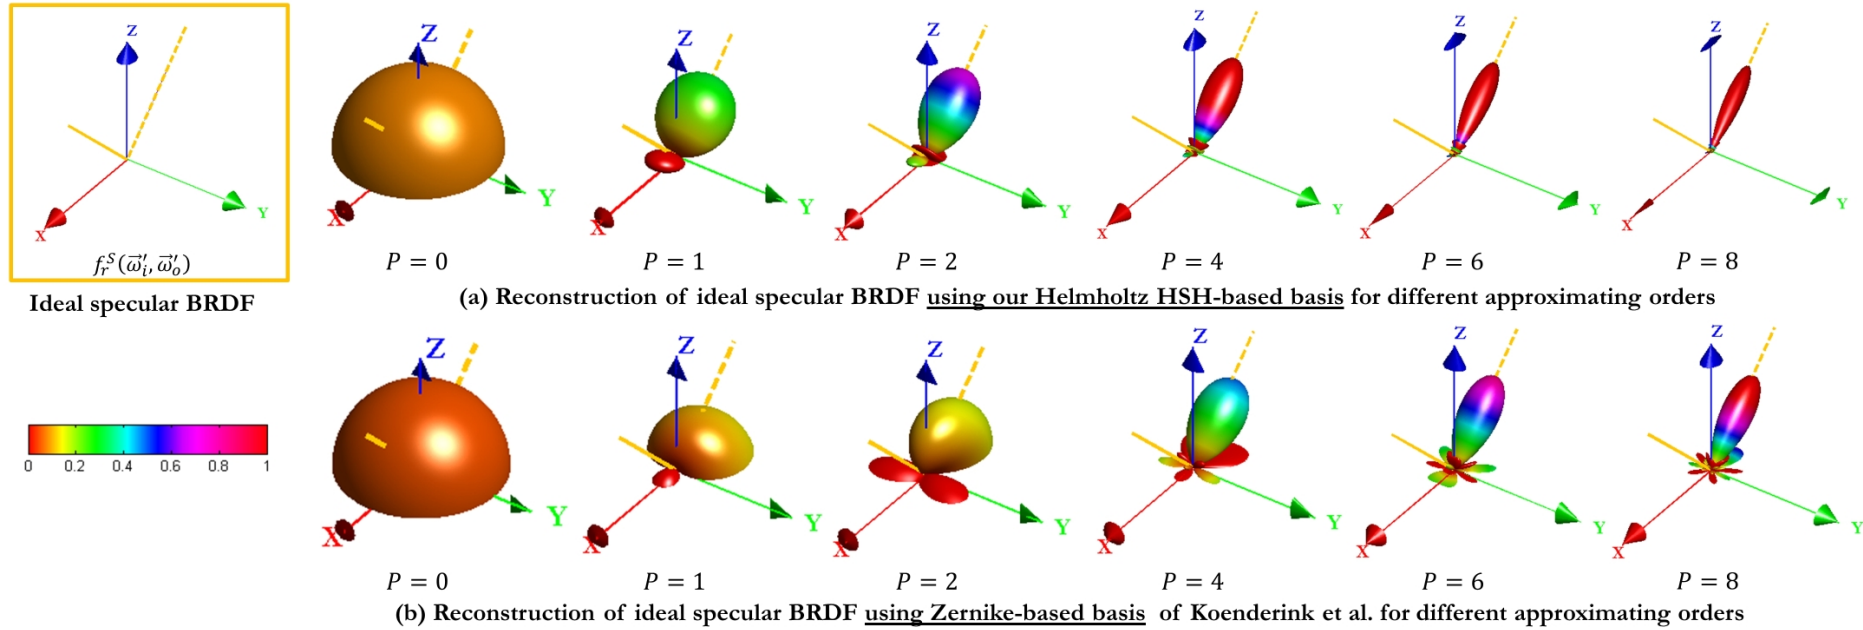 Z
Y
X
f_r^S(ω⃗′_i, ω⃗′_o)
Ideal specular BRDF
Z Z Z Z Z Z
Y Y Y Y Y Y
X X X X X X
P = 0 P = 1 P = 2 P = 4 P = 6 P = 8
(a) Reconstruction of ideal specular BRDF using our Helmholtz HSH-based basis for different approximating orders
0 0.2 0.4 0.6 0.8 1
Z Z Z Z Z Z
Y Y Y Y Y Y
X X X X X X
P = 0 P = 1 P = 2 P = 4 P = 6 P = 8
(b) Reconstruction of ideal specular BRDF using Zernike-based basis of Koenderink et al. for different approximating orders